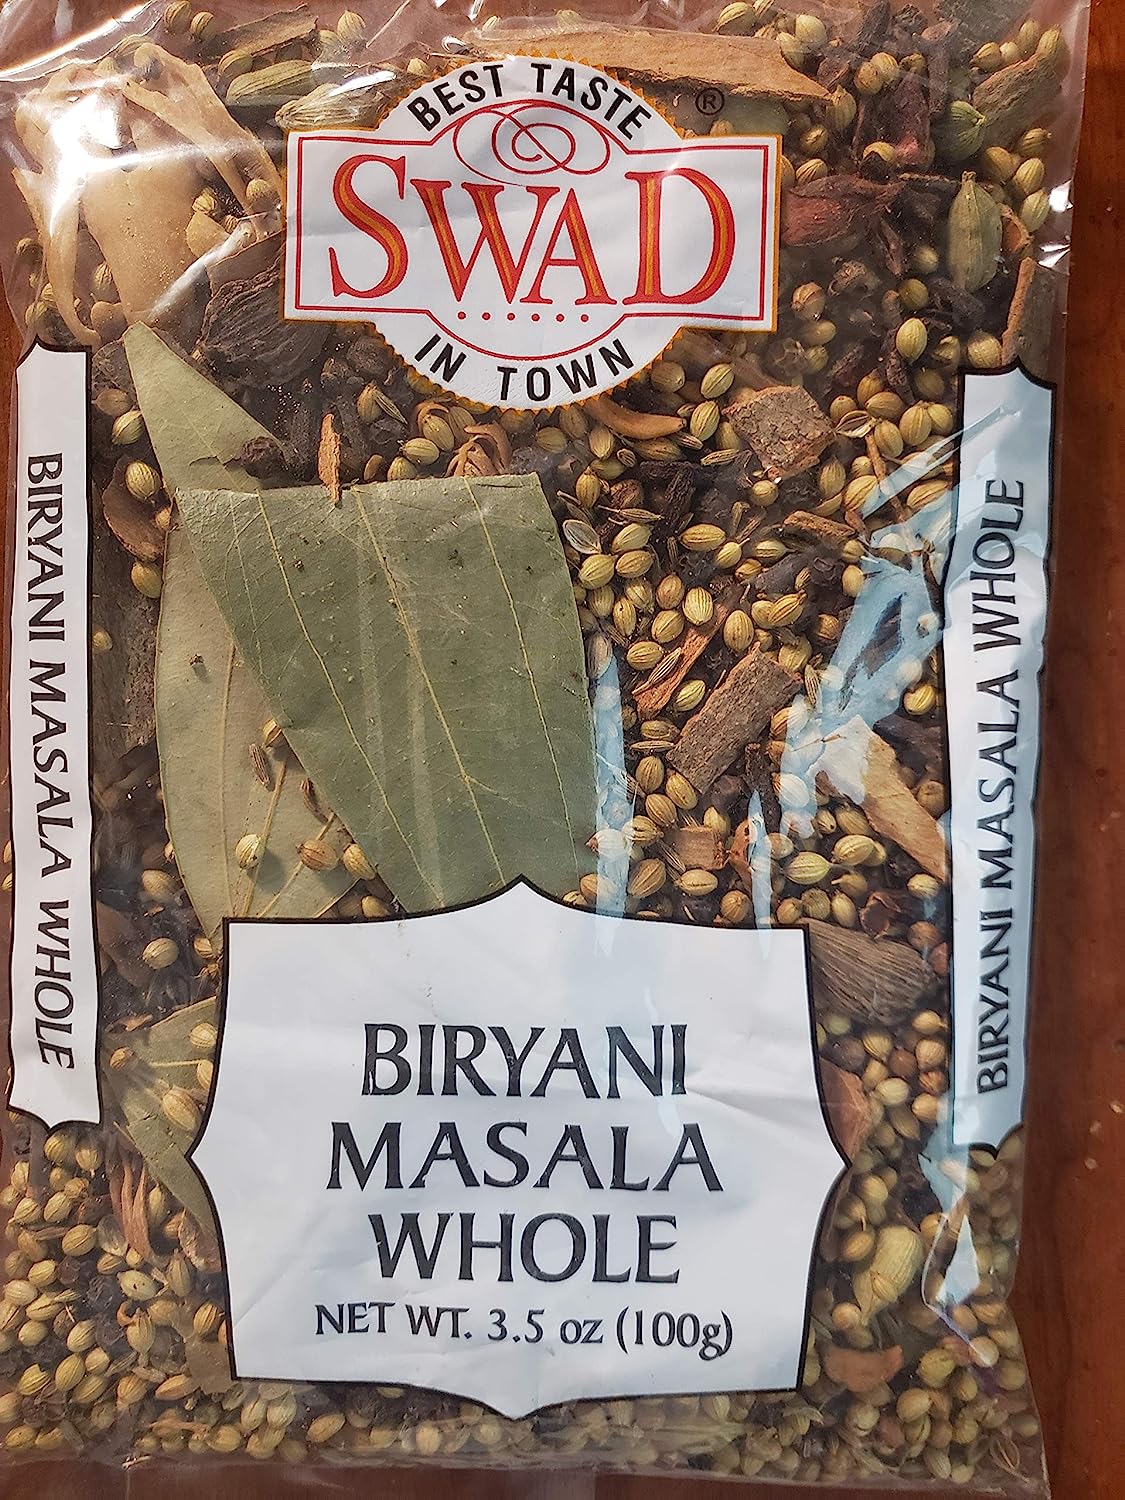 BEST TASTE
®
SWAD
IN TOWN
BIRYANI MASALA WHOLE
BIRYANI MASALA WHOLE
BIRYANI
MASALA
WHOLE
NET WT. 3.5 oz (100g)